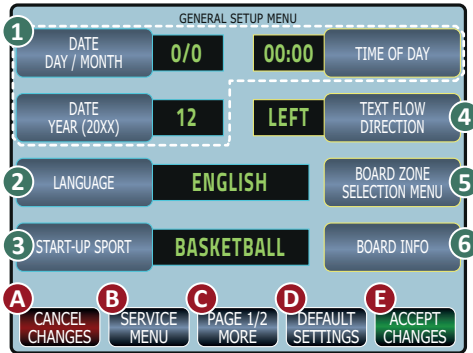 GENERAL SETUP MENU
1
DATE
DAY / MONTH
0/0
00:00
TIME OF DAY
DATE
YEAR (20XX)
12
LEFT
TEXT FLOW
DIRECTION
4
2
LANGUAGE
ENGLISH
BOARD ZONE
SELECTION MENU
5
3
START-UP SPORT
BASKETBALL
BOARD INFO
6
A
CANCEL
CHANGES
B
SERVICE
MENU
C
PAGE 1/2
MORE
D
DEFAULT
SETTINGS
E
ACCEPT
CHANGES